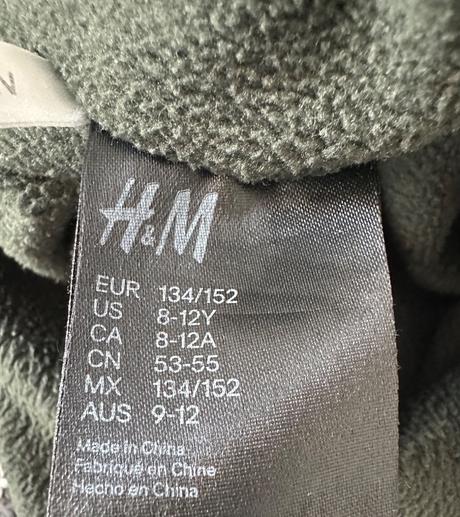 N
H&M
EUR 134/152
US 8-12Y
CA 8-12A
CN 53-55
MX 134/152
AUS 9-12
Made in China
Fabriqué en Chine
Hecho en China